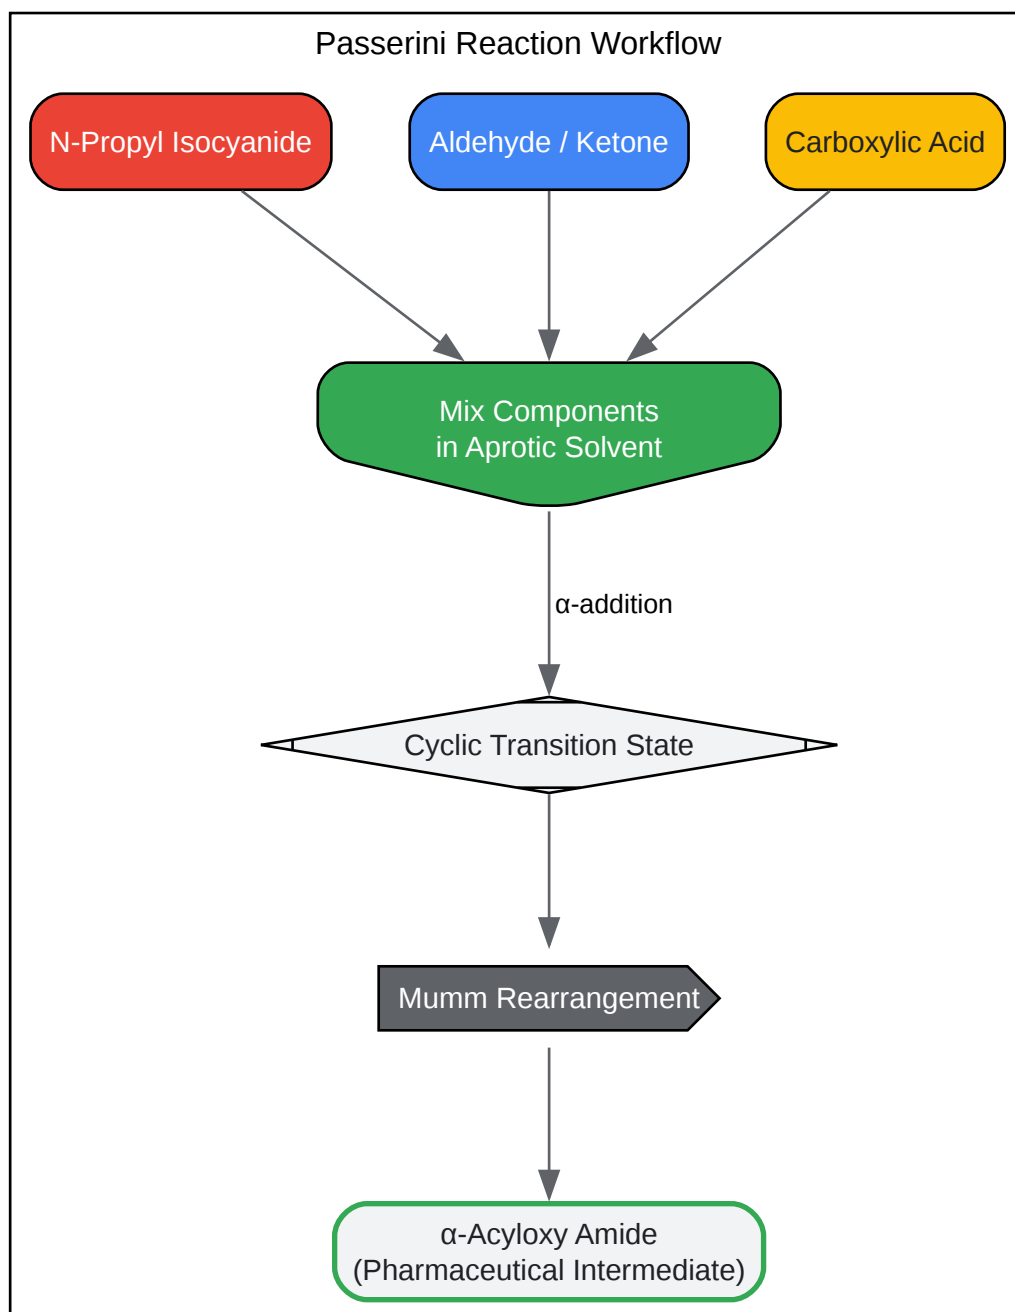 Passerini Reaction Workflow
N-Propyl Isocyanide
Aldehyde / Ketone
Carboxylic Acid
Mix Components
in Aprotic Solvent
α-addition
Cyclic Transition State
Mumm Rearrangement
α-Acyloxy Amide
(Pharmaceutical Intermediate)